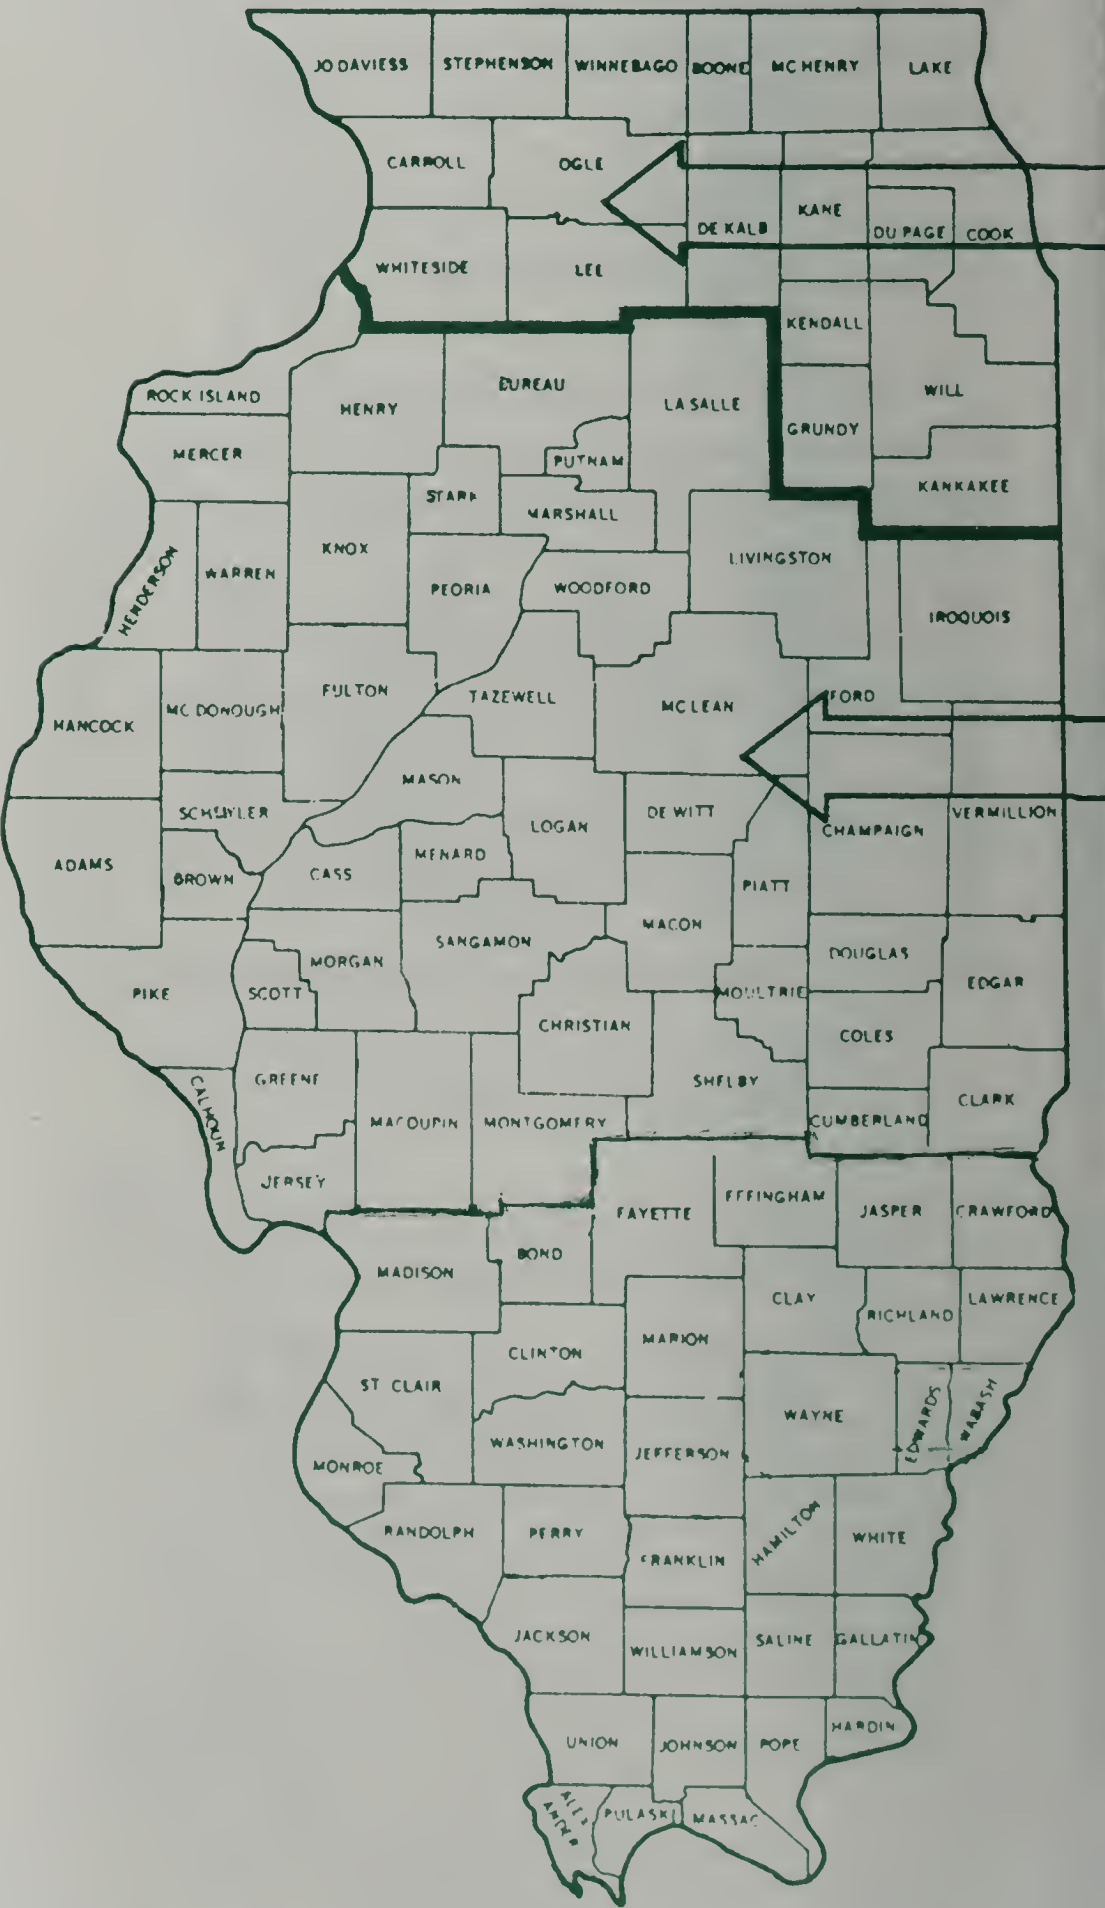 JO DAVIESS STEPHENSON WINNEBAGO BOONE MC HENRY LAKE
CARROLL OGLE
KANE
DE KALB DU PAGE COOK
WHITESIDE LEE
KENDALL
BUREAU
ROCK ISLAND HENRY LA SALLE WILL
GRUNDY
MERCER PUTNAM
STARK KANKAKEE
MARSHALL
KNOX LIVINGSTON
HENDERSON WARREN PEORIA WOODFORD
IROQUOIS
FULTON TAZEWELL FORD
HANCOCK MC DONOUGH MCLEAN
MASON
SCHUYLER DE WITT VERMILLION
LOGAN CHAMPAIGN
ADAMS BROWN CASS MENARD
PIATT
MACON
SANGAMON
MORGAN DOUGLAS
PIKE SCOTT MOULTRIE EDGAR
CHRISTIAN
COLES
GREENE SHELBY
CALHOUN MACOUPIN MONTGOMERY CUMBERLAND CLARK
JERSEY
EFFINGHAM
FAYETTE JASPER CRAWFORD
BOND
MADISON
CLAY LAWRENCE
RICHLAND
MARION
CLINTON
ST CLAIR
WAYNE EDWARDS WABASH
WASHINGTON JEFFERSON
MONROE
RANDOLPH PERRY HAMILTON WHITE
FRANKLIN
JACKSON SALINE GALLATIN
WILLIAMSON
HARDIN
UNION JOHNSON POPE
ALEX
ANDER PULASKI MASSAC